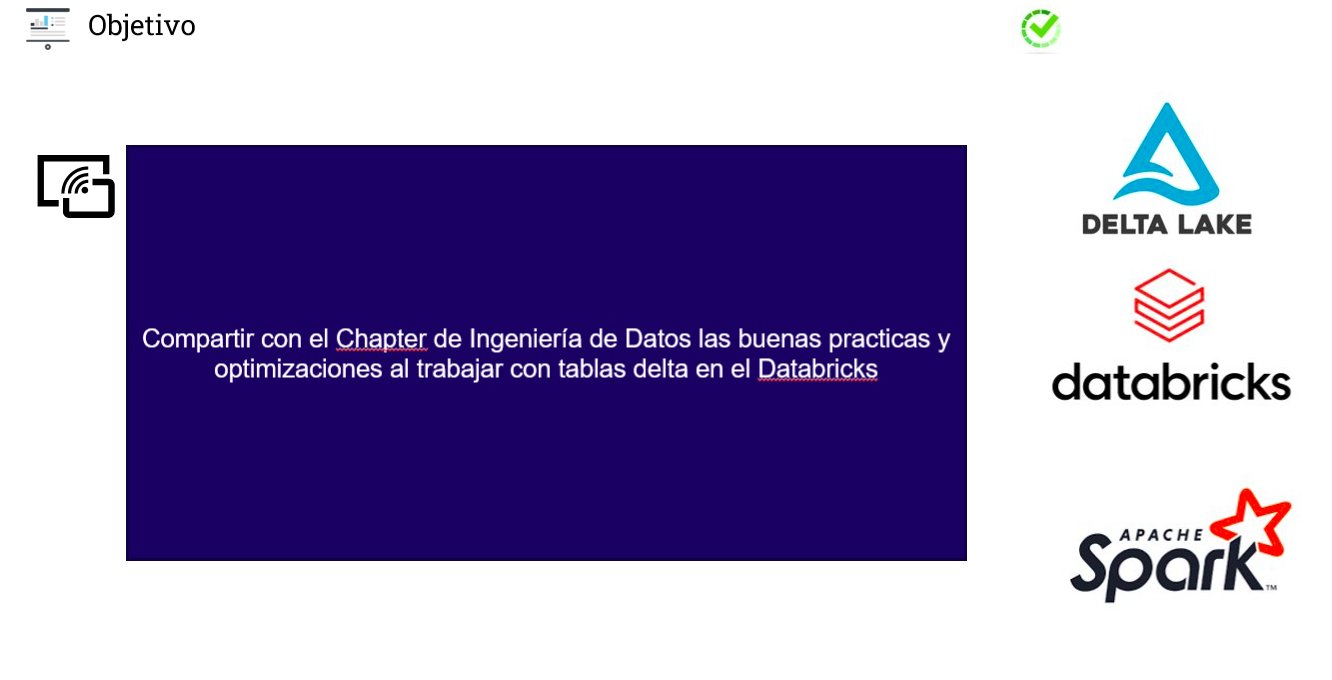 Objetivo
Compartir con el Chapter de Ingeniería de Datos las buenas practicas y
optimizaciones al trabajar con tablas delta en el Databricks
DELTA LAKE
databricks
APACHE
Spark™